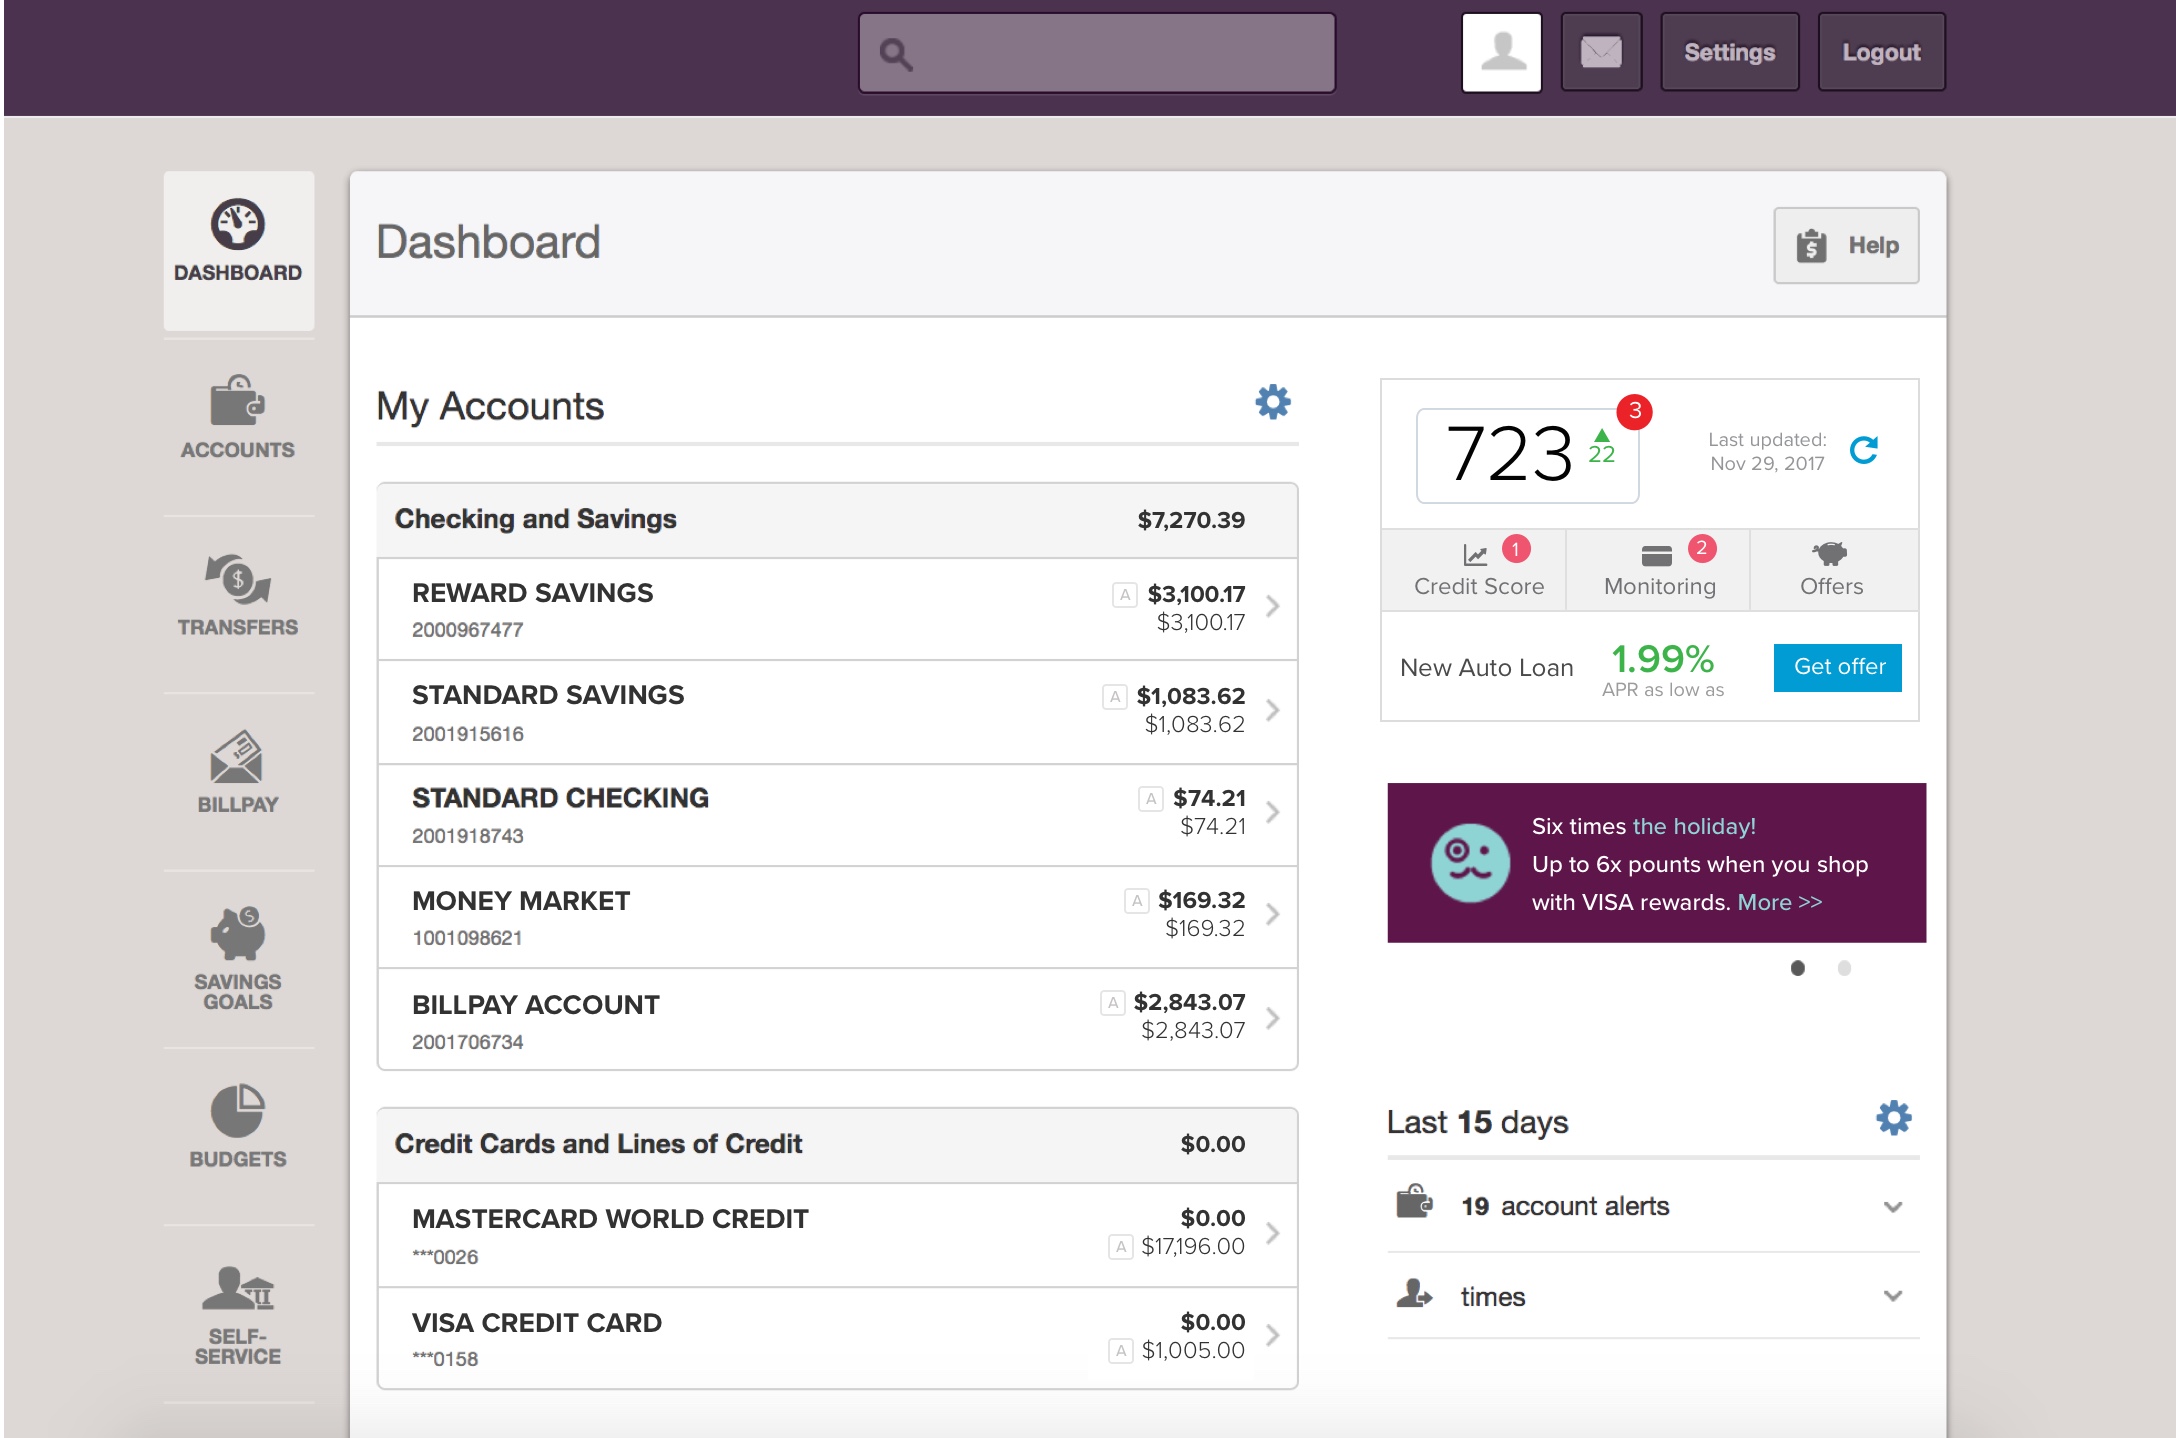 Settings
Logout
DASHBOARD
ACCOUNTS
TRANSFERS
BILLPAY
SAVINGS
GOALS
BUDGETS
SELF-
SERVICE
Dashboard
Help
My Accounts
Checking and Savings $7,270.39
REWARD SAVINGS A $3,100.17
2000967477 $3,100.17
STANDARD SAVINGS A $1,083.62
2001915616 $1,083.62
STANDARD CHECKING A $74.21
2001918743 $74.21
MONEY MARKET A $169.32
1001098621 $169.32
BILLPAY ACCOUNT A $2,843.07
2001706734 $2,843.07
Credit Cards and Lines of Credit $0.00
MASTERCARD WORLD CREDIT $0.00
***0026 A $17,196.00
VISA CREDIT CARD $0.00
***0158 A $1,005.00
723 22 3
Last updated:
Nov 29, 2017
1 2
Credit Score Monitoring Offers
New Auto Loan 1.99% Get offer
APR as low as
Six times the holiday!
Up to 6x pounts when you shop
with VISA rewards. More >>
Last 15 days
19 account alerts
times